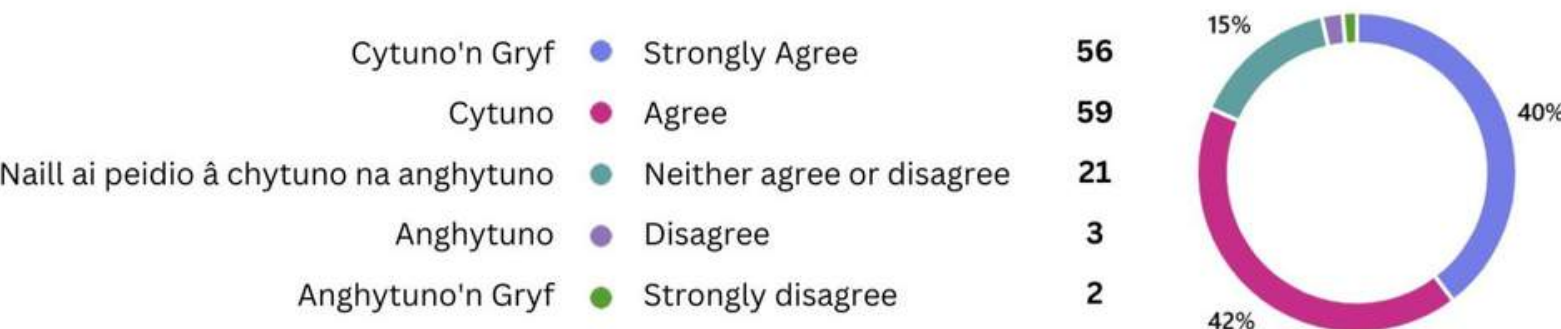 Cytuno'n Gryf Strongly Agree 56
Cytuno Agree 59
Naill ai peidio â chytuno na anghytuno Neither agree or disagree 21
Anghytuno Disagree 3
Anghytuno'n Gryf Strongly disagree 2
15%
40%
42%